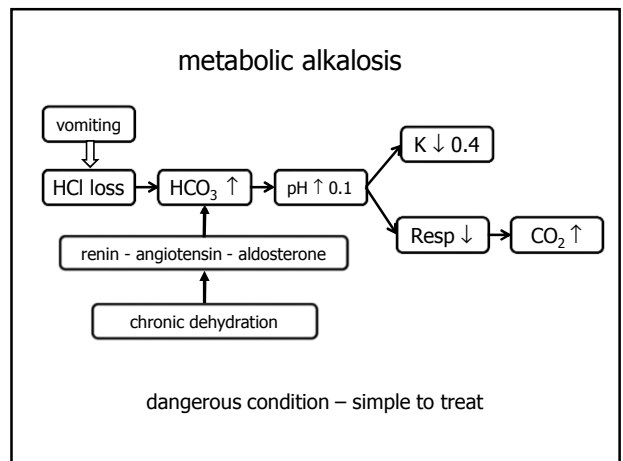 metabolic alkalosis
vomiting
HCl loss
HCO₃ ↑
pH ↑ 0.1
K ↓ 0.4
Resp ↓
CO₂ ↑
renin - angiotensin - aldosterone
chronic dehydration
dangerous condition – simple to treat